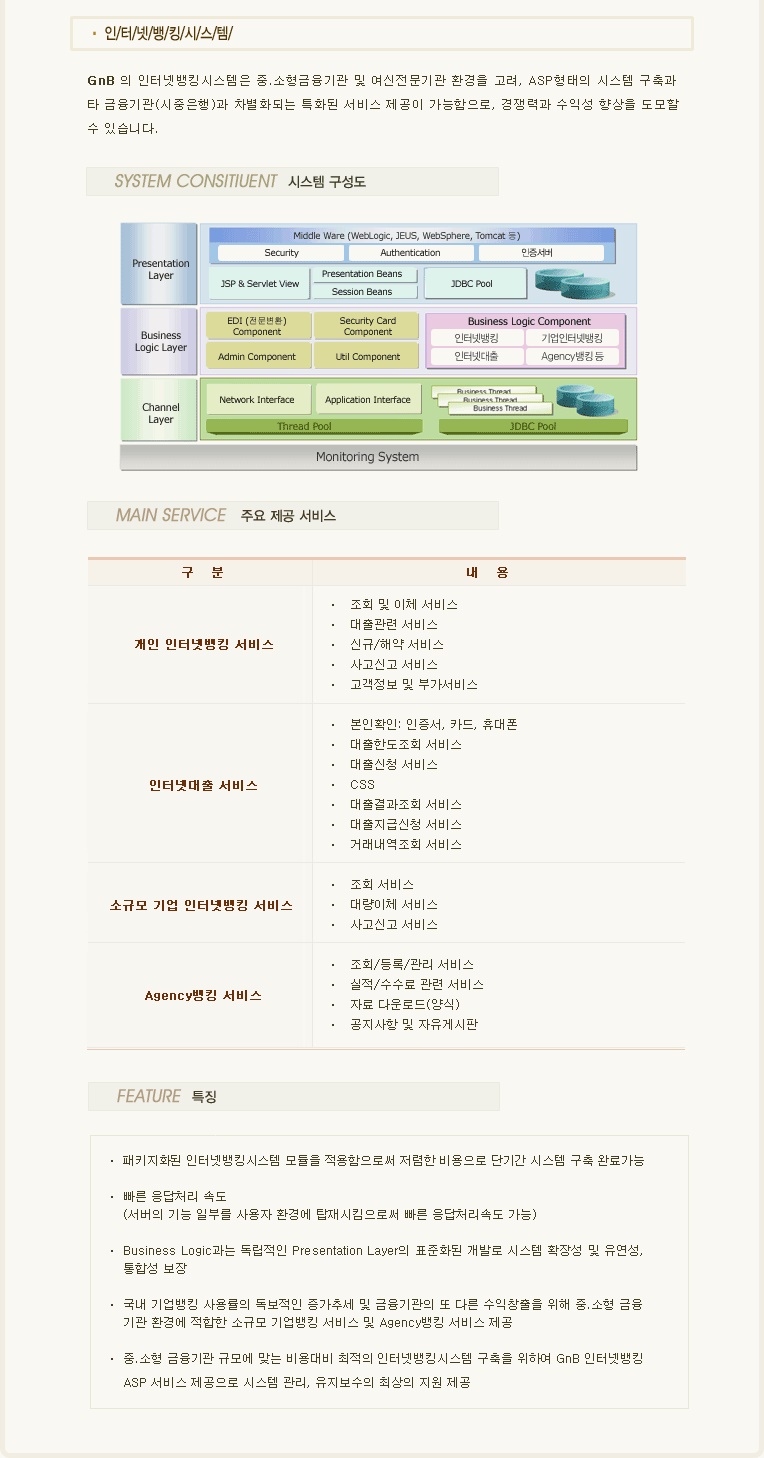 · 인/터/넷/뱅/킹/시/스/템/
GnB 의 인터넷뱅킹시스템은 중.소형금융기관 및 여신전문기관 환경을 고려, ASP형태의 시스템 구축과
타 금융기관(시중은행)과 차별화되는 특화된 서비스 제공이 가능함으로, 경쟁력과 수익성 향상을 도모할
수 있습니다.
SYSTEM CONSITIUENT 시스템 구성도
Presentation
Layer
Middle Ware (WebLogic, JEUS, WebSphere, Tomcat 등)
Security Authentication 인증서버
JSP & Servlet View
Presentation Beans
Session Beans
JDBC Pool
Business
Logic Layer
EDI (전문변환)
Component
Security Card
Component
Admin Component
Util Component
Business Logic Component
인터넷뱅킹 기업인터넷뱅킹
인터넷대출 Agency뱅킹 등
Channel
Layer
Network Interface
Application Interface
Business Thread
Business Thread
Business Thread
Thread Pool
JDBC Pool
Monitoring System
MAIN SERVICE 주요 제공 서비스
구 분 내 용
개인 인터넷뱅킹 서비스
· 조회 및 이체 서비스
· 대출관련 서비스
· 신규/해약 서비스
· 사고신고 서비스
· 고객정보 및 부가서비스
인터넷대출 서비스
· 본인확인: 인증서, 카드, 휴대폰
· 대출한도조회 서비스
· 대출신청 서비스
· CSS
· 대출결과조회 서비스
· 대출지급신청 서비스
· 거래내역조회 서비스
소규모 기업 인터넷뱅킹 서비스
· 조회 서비스
· 대량이체 서비스
· 사고신고 서비스
Agency뱅킹 서비스
· 조회/등록/관리 서비스
· 실적/수수료 관련 서비스
· 자료 다운로드(양식)
· 공지사항 및 자유게시판
FEATURE 특징
· 패키지화된 인터넷뱅킹시스템 모듈을 적용함으로써 저렴한 비용으로 단기간 시스템 구축 완료가능
· 빠른 응답처리 속도
(서버의 기능 일부를 사용자 환경에 탑재시킴으로써 빠른 응답처리속도 가능)
· Business Logic과는 독립적인 Presentation Layer의 표준화된 개발로 시스템 확장성 및 유연성,
통합성 보장
· 국내 기업뱅킹 사용률의 독보적인 증가추세 및 금융기관의 또 다른 수익창출을 위해 중.소형 금융
기관 환경에 적합한 소규모 기업뱅킹 서비스 및 Agency뱅킹 서비스 제공
· 중.소형 금융기관 규모에 맞는 비용대비 최적의 인터넷뱅킹시스템 구축을 위하여 GnB 인터넷뱅킹
ASP 서비스 제공으로 시스템 관리, 유지보수의 최상의 지원 제공